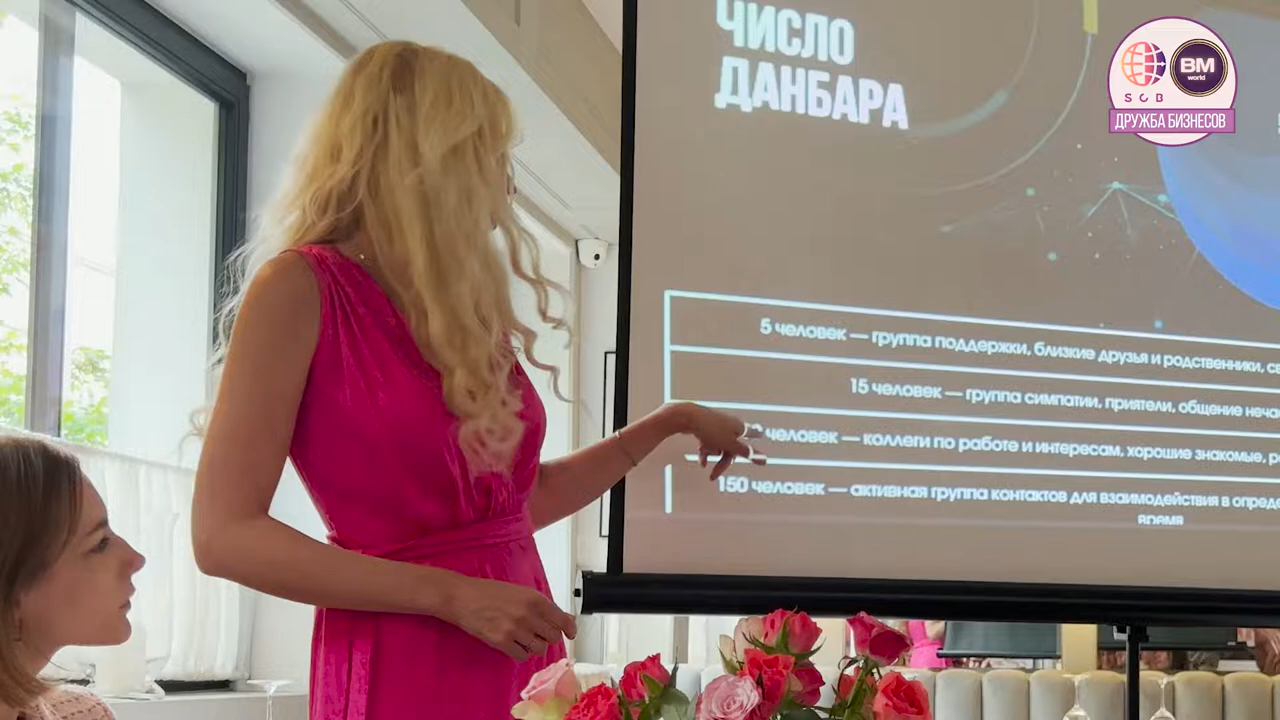 ЧИСЛО
ДАНБАРА
BM
world
SCB
ДРУЖБА БИЗНЕСОВ
5 человек — группа поддержки, близкие друзья и родственники,
15 человек — группа симпатии, приятели, общение
человек — коллеги по работе и интересам, хорошие знакомые,
150 человек — активная группа контактов для взаимодействия в
время